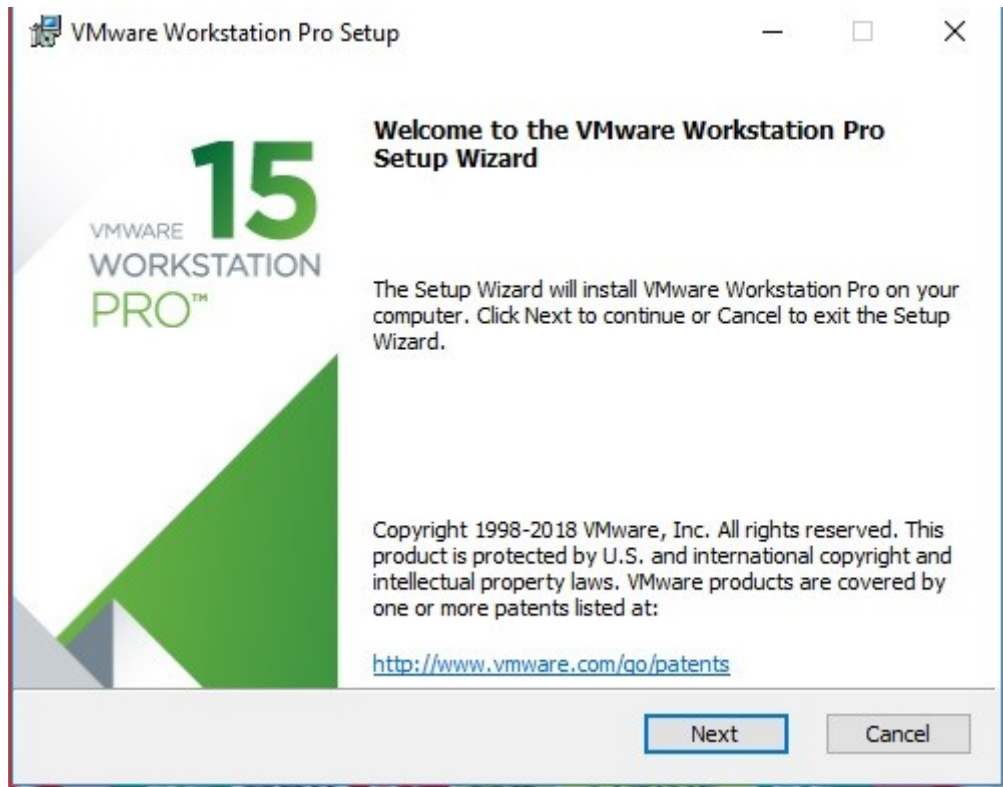 VMware Workstation Pro Setup
15
VMWARE
WORKSTATION
PRO™
Welcome to the VMware Workstation Pro
Setup Wizard
The Setup Wizard will install VMware Workstation Pro on your
computer. Click Next to continue or Cancel to exit the Setup
Wizard.
Copyright 1998-2018 VMware, Inc. All rights reserved. This
product is protected by U.S. and international copyright and
intellectual property laws. VMware products are covered by
one or more patents listed at:
http://www.vmware.com/go/patents
Next
Cancel